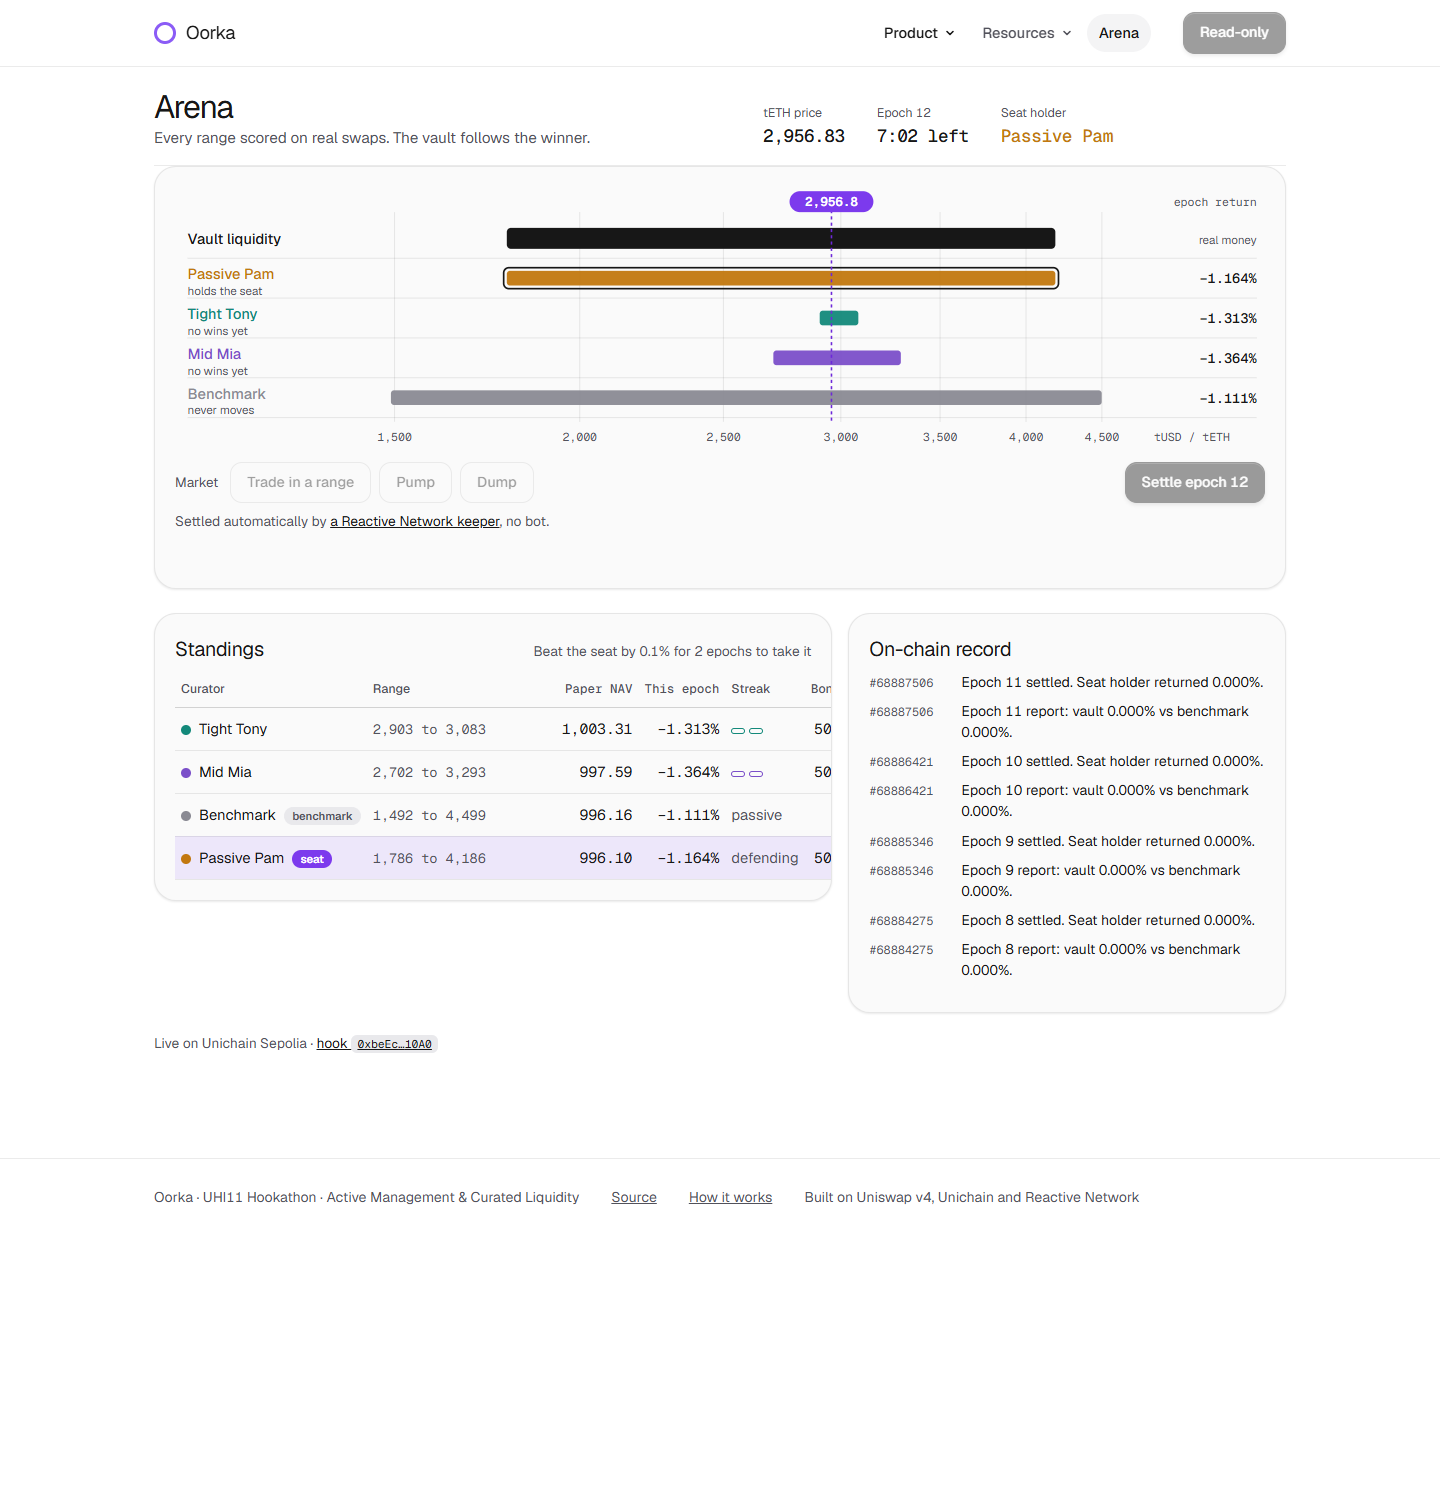 Oorka
Product
Resources
Arena
Read-only
Arena
Every range scored on real swaps. The vault follows the winner.
tETH price
2,956.83
Epoch 12
7:02 left
Seat holder
Passive Pam
2,956.8
epoch return
Vault liquidity
real money
Passive Pam
holds the seat
−1.164%
Tight Tony
no wins yet
−1.313%
Mid Mia
no wins yet
−1.364%
Benchmark
never moves
−1.111%
1,500 2,000 2,500 3,000 3,500 4,000 4,500 tUSD / tETH
Market
Trade in a range
Pump
Dump
Settle epoch 12
Settled automatically by a Reactive Network keeper, no bot.
Standings
Beat the seat by 0.1% for 2 epochs to take it
Curator Range Paper NAV This epoch Streak Bon
Tight Tony 2,903 to 3,083 1,003.31 −1.313% 50
Mid Mia 2,702 to 3,293 997.59 −1.364% 50
Benchmark benchmark 1,492 to 4,499 996.16 −1.111% passive
Passive Pam seat 1,786 to 4,186 996.10 −1.164% defending 50
On-chain record
#68887506 Epoch 11 settled. Seat holder returned 0.000%.
#68887506 Epoch 11 report: vault 0.000% vs benchmark
0.000%.
#68886421 Epoch 10 settled. Seat holder returned 0.000%.
#68886421 Epoch 10 report: vault 0.000% vs benchmark
0.000%.
#68885346 Epoch 9 settled. Seat holder returned 0.000%.
#68885346 Epoch 9 report: vault 0.000% vs benchmark
0.000%.
#68884275 Epoch 8 settled. Seat holder returned 0.000%.
#68884275 Epoch 8 report: vault 0.000% vs benchmark
0.000%.
Live on Unichain Sepolia · hook 0xbeEc…10A0
Oorka · UHI11 Hookathon · Active Management & Curated Liquidity
Source
How it works
Built on Uniswap v4, Unichain and Reactive Network